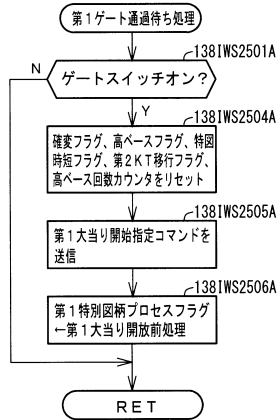 第１ゲート通過待ち処理
138IWS2501A
N
ゲートスイッチオン？
Y
138IWS2504A
確変フラグ、高ベースフラグ、特図
時短フラグ、第２ＫＴ移行フラグ、
高ベース回数カウンタをリセット
138IWS2505A
第１大当り開始指定コマンドを
送信
138IWS2506A
第１特別図柄プロセスフラグ
←第１大当り開放前処理
ＲＥＴ